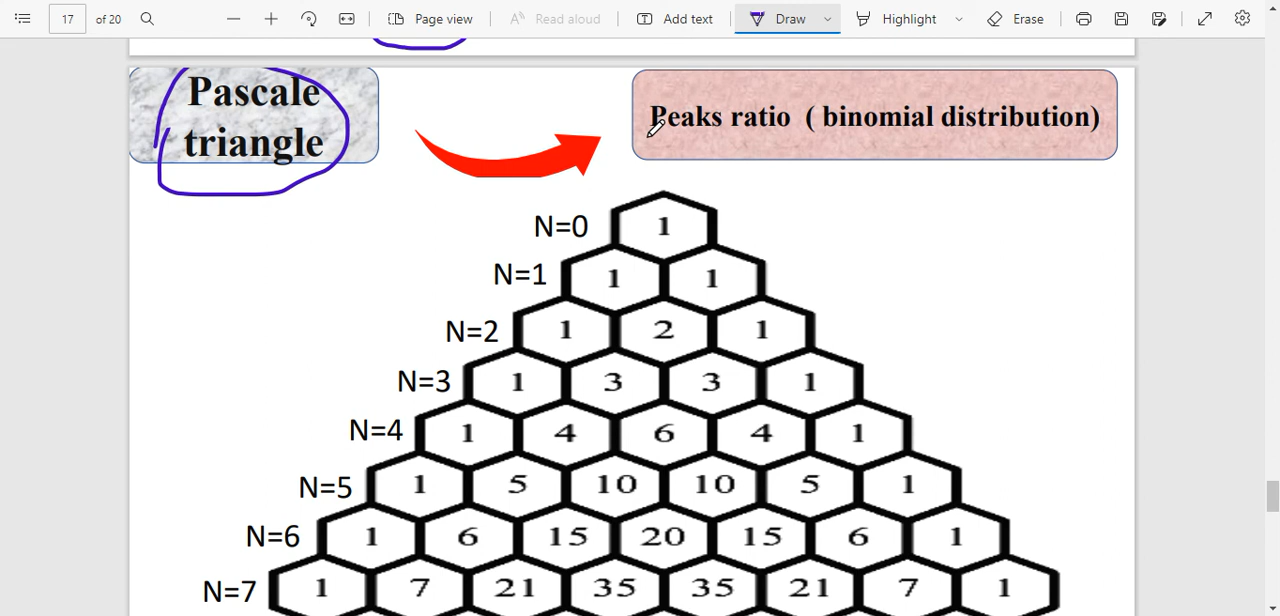 17 of 20 Page view Read aloud Add text Draw Highlight Erase
Pascale
triangle
Peaks ratio ( binomial distribution)
N=0 1
N=1 1 1
N=2 1 2 1
N=3 1 3 3 1
N=4 1 4 6 4 1
N=5 1 5 10 10 5 1
N=6 1 6 15 20 15 6 1
N=7 1 7 21 35 35 21 7 1